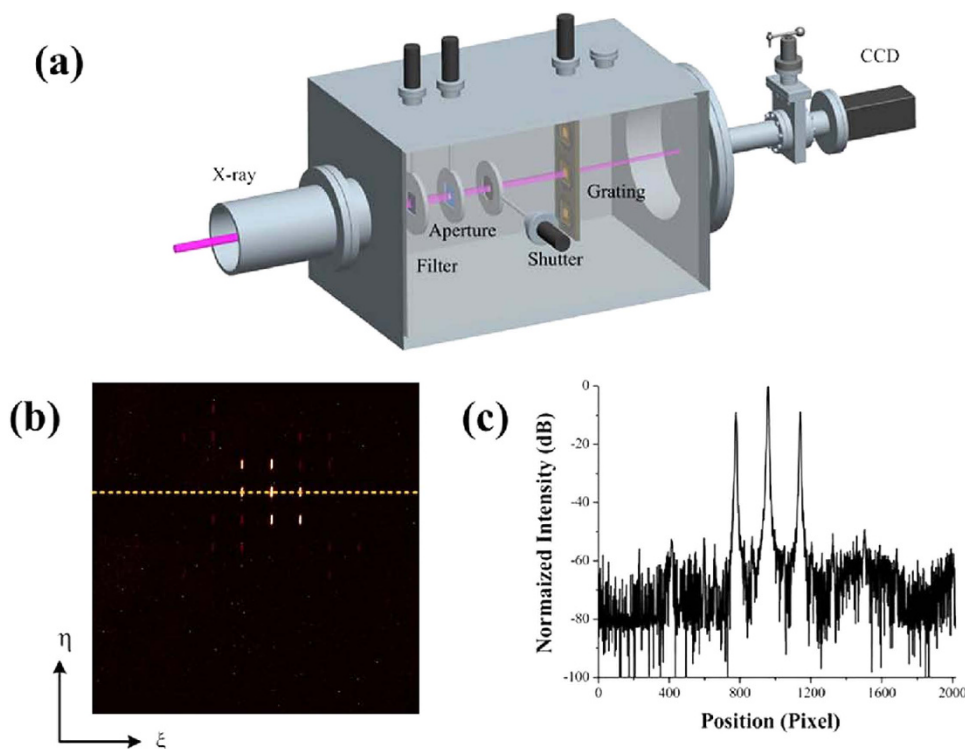 (a)
CCD
X-ray
Grating
Aperture
Shutter
Filter
(b)
η
ξ
(c)
Normaized Intensity (dB)
0
-20
-40
-60
-80
-100
0 400 800 1200 1600 2000
Position (Pixel)